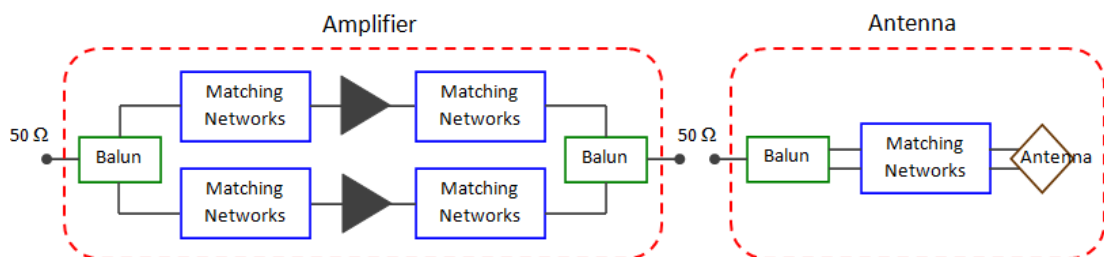 Amplifier
Antenna
Matching
Networks
Matching
Networks
50 Ω
Balun
Balun
50 Ω
Balun
Matching
Networks
Antenna
Matching
Networks
Matching
Networks